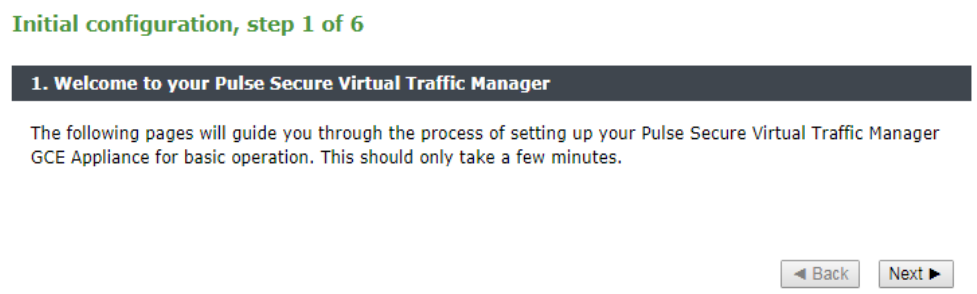 Initial configuration, step 1 of 6
1. Welcome to your Pulse Secure Virtual Traffic Manager
The following pages will guide you through the process of setting up your Pulse Secure Virtual Traffic Manager
GCE Appliance for basic operation. This should only take a few minutes.
◀ Back Next ▶